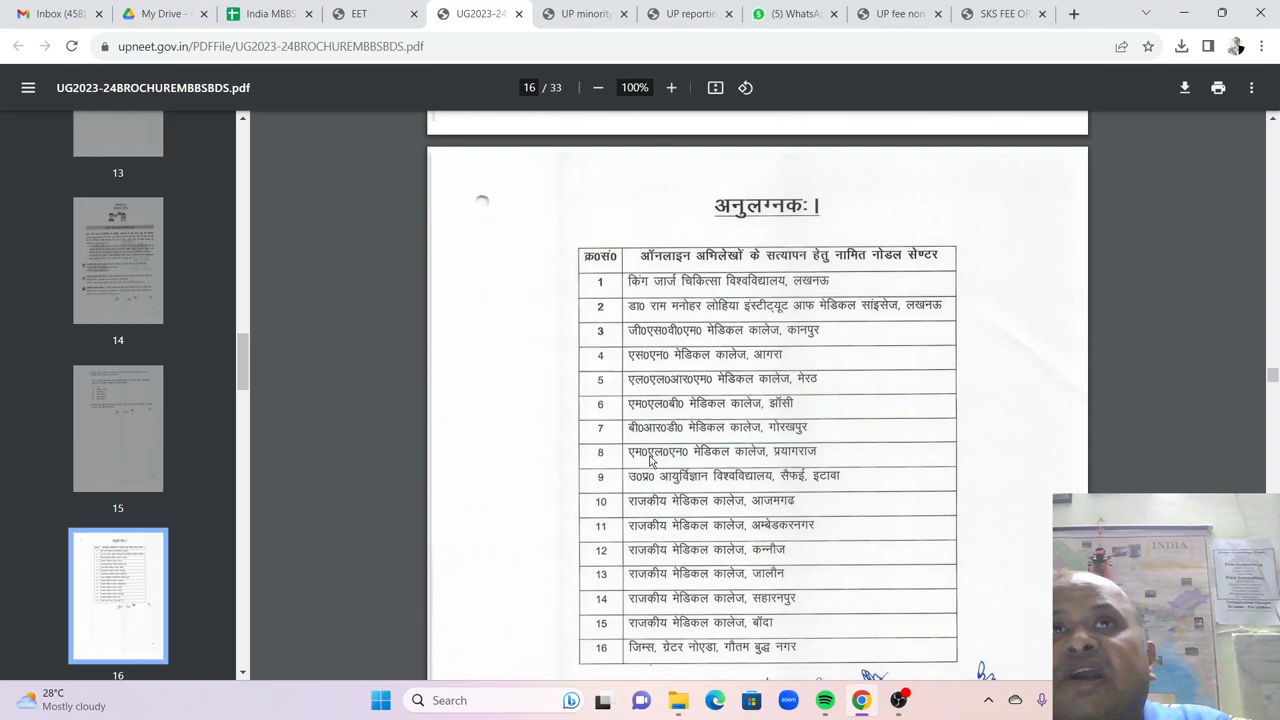 Inbox (458)
My Drive - G
India MBBS
EET
UG2023-24
UP minority
UP reportin
(5) WhatsA
UP fee non
SKS FEE OR
upneet.gov.in/PDFFile/UG2023-24BROCHUREMBBSBDS.pdf
UG2023-24BROCHUREMBBSBDS.pdf
16 / 33
100%
13
14
15
16
अनुलग्नकः I
क्र0सं0 ऑनलाइन अभिलेखों के सत्यापन हेतु नामित नोडल सेण्टर
1 किंग जार्ज चिकित्सा विश्वविद्यालय, लखनऊ
2 डा0 राम मनोहर लोहिया इंस्टीट्यूट आफ मेडिकल सांइसेज, लखनऊ
3 जी0एस0वी0एम0 मेडिकल कालेज, कानपुर
4 एस0एन0 मेडिकल कालेज, आगरा
5 एल0एल0आर0एम0 मेडिकल कालेज, मेरठ
6 एम0एल0बी0 मेडिकल कालेज, झॉसी
7 बी0आर0डी0 मेडिकल कालेज, गोरखपुर
8 एम0एल0एन0 मेडिकल कालेज, प्रयागराज
9 उ0प्र0 आयुर्विज्ञान विश्वविद्यालय, सैफई, इटावा
10 राजकीय मेडिकल कालेज, आजमगढ
11 राजकीय मेडिकल कालेज, अम्बेडकरनगर
12 राजकीय मेडिकल कालेज, कन्नौज
13 राजकीय मेडिकल कालेज, जालौन
14 राजकीय मेडिकल कालेज, सहारनपुर
15 राजकीय मेडिकल कालेज, बॉदा
16 जिम्स, ग्रेटर नोएडा, गौतम बुद्ध नगर
INDIA
28°C
Mostly cloudy
Search
zoom